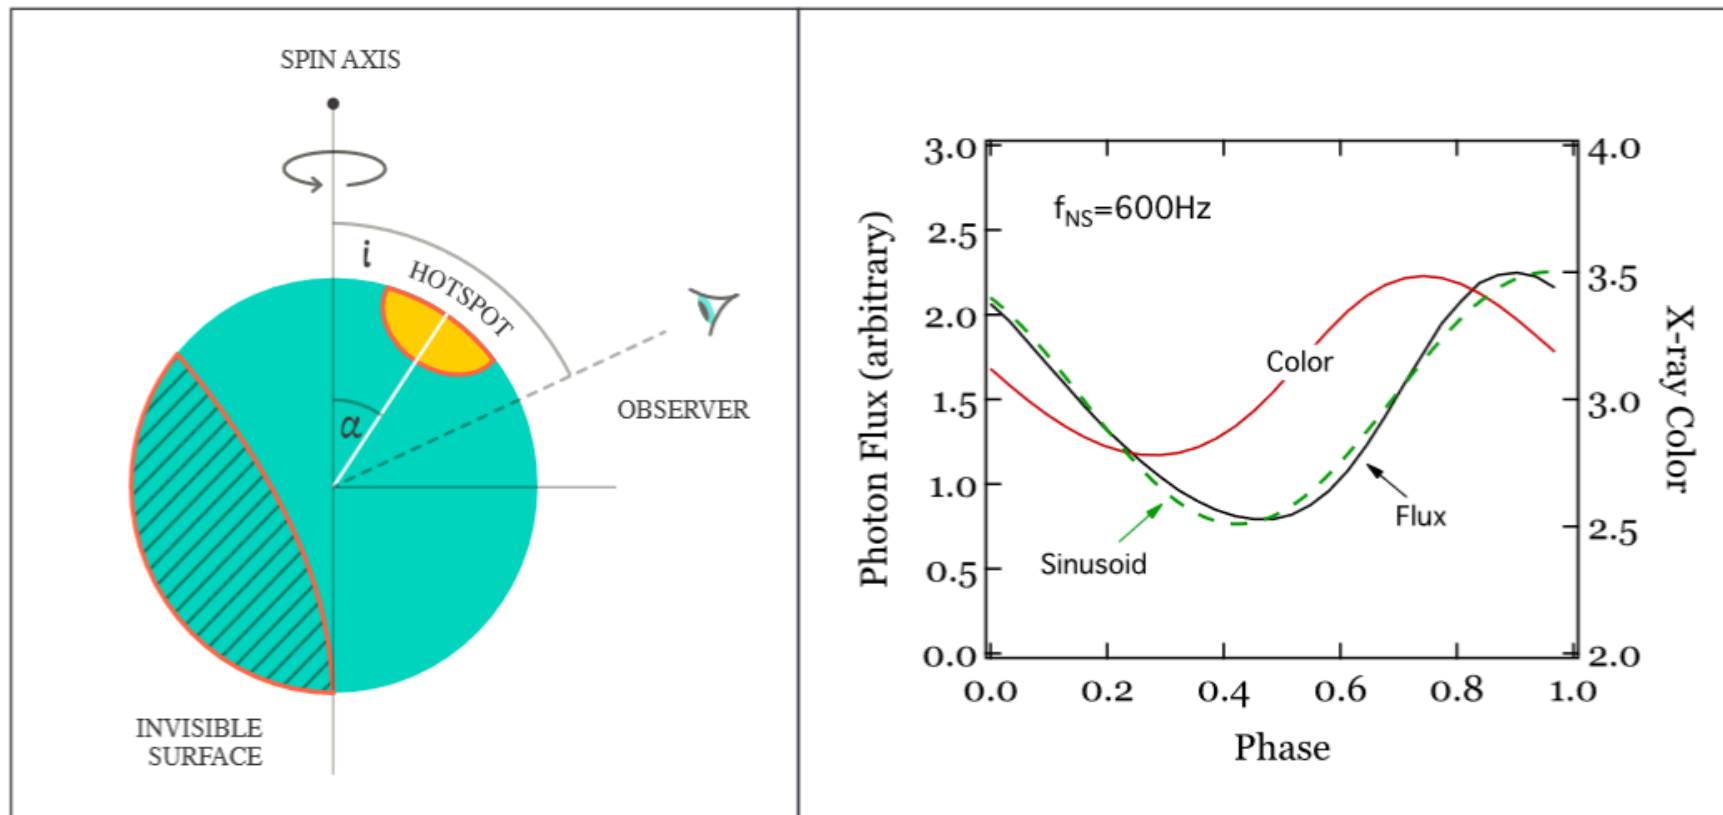 SPIN AXIS
i
HOTSPOT
α
OBSERVER
INVISIBLE
SURFACE
f_NS=600Hz
Color
Flux
Sinusoid
Photon Flux (arbitrary)
3.0
2.5
2.0
1.5
1.0
0.5
0.0
4.0
3.5
3.0
2.5
2.0
X-ray Color
0.0 0.2 0.4 0.6 0.8 1.0
Phase